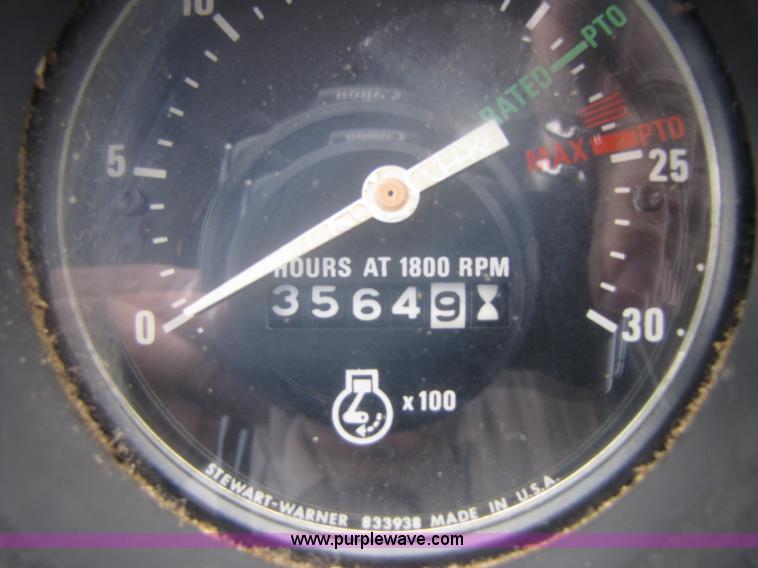 10
PTO
RATED
MAX PTO
5
25
HOURS AT 1800 RPM
35649
0
30
x100
STEWART-WARNER 833938 MADE IN U.S.A.
www.purplewave.com